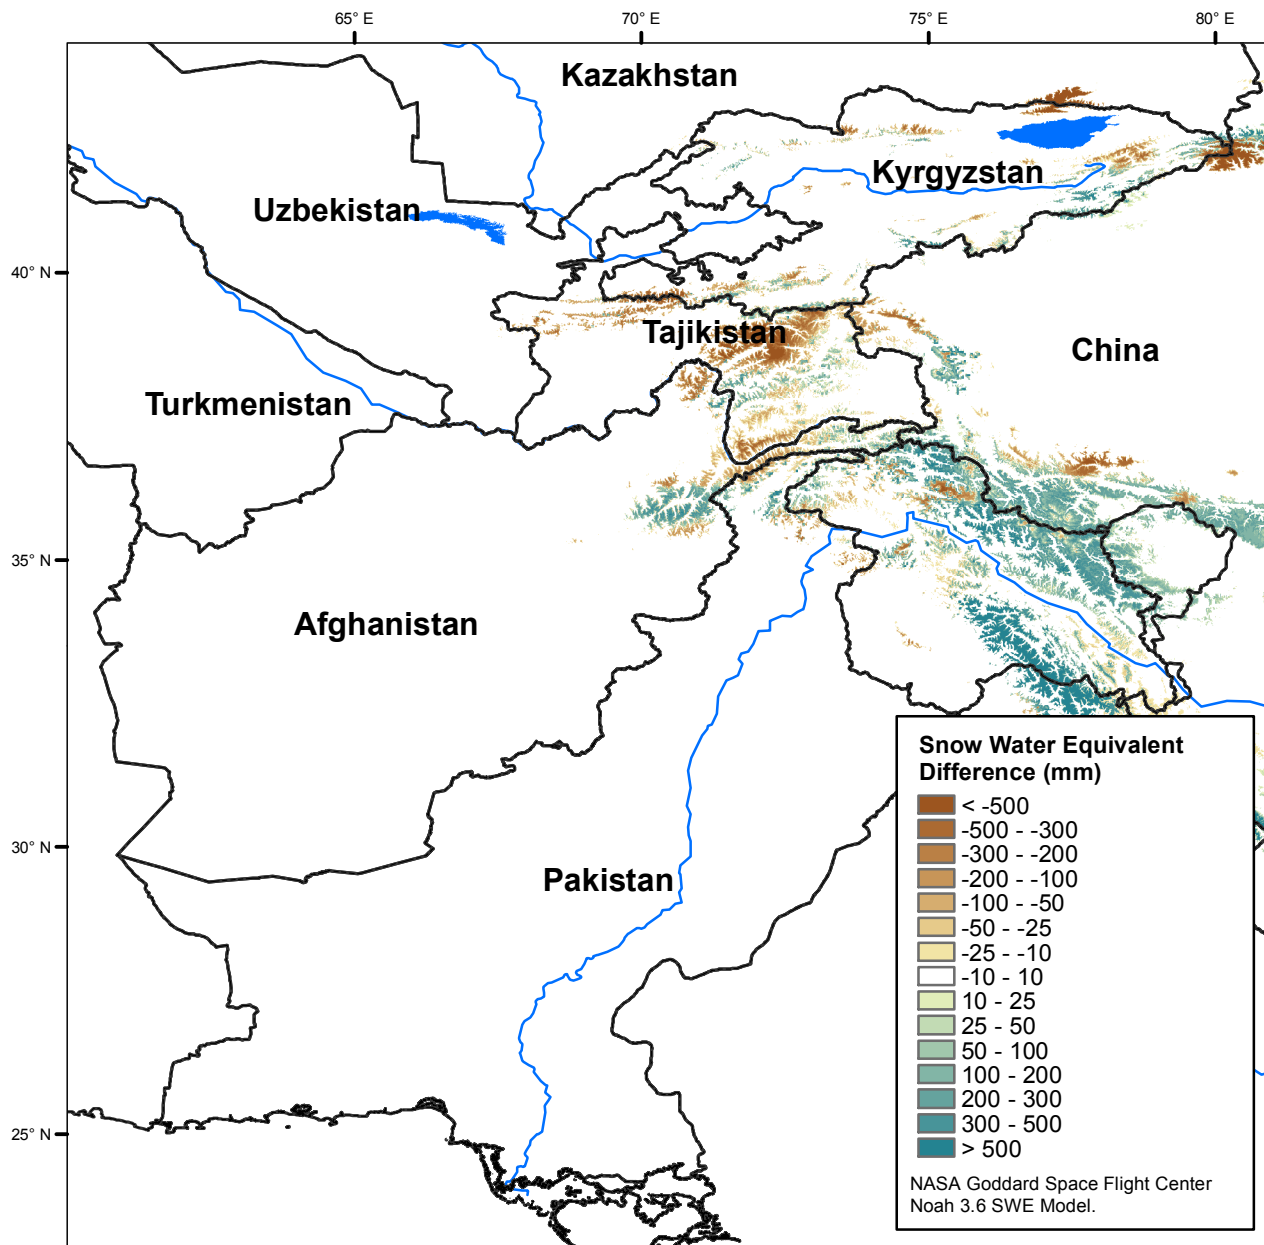 65° E
70° E
75° E
80° E
Kazakhstan
Kyrgyzstan
Uzbekistan
40° N
Tajikistan
China
Turkmenistan
35° N
Afghanistan
30° N
Pakistan
25° N
Snow Water Equivalent
Difference (mm)
< -500
-500 - -300
-300 - -200
-200 - -100
-100 - -50
-50 - -25
-25 - -10
-10 - 10
10 - 25
25 - 50
50 - 100
100 - 200
200 - 300
300 - 500
> 500
NASA Goddard Space Flight Center
Noah 3.6 SWE Model.